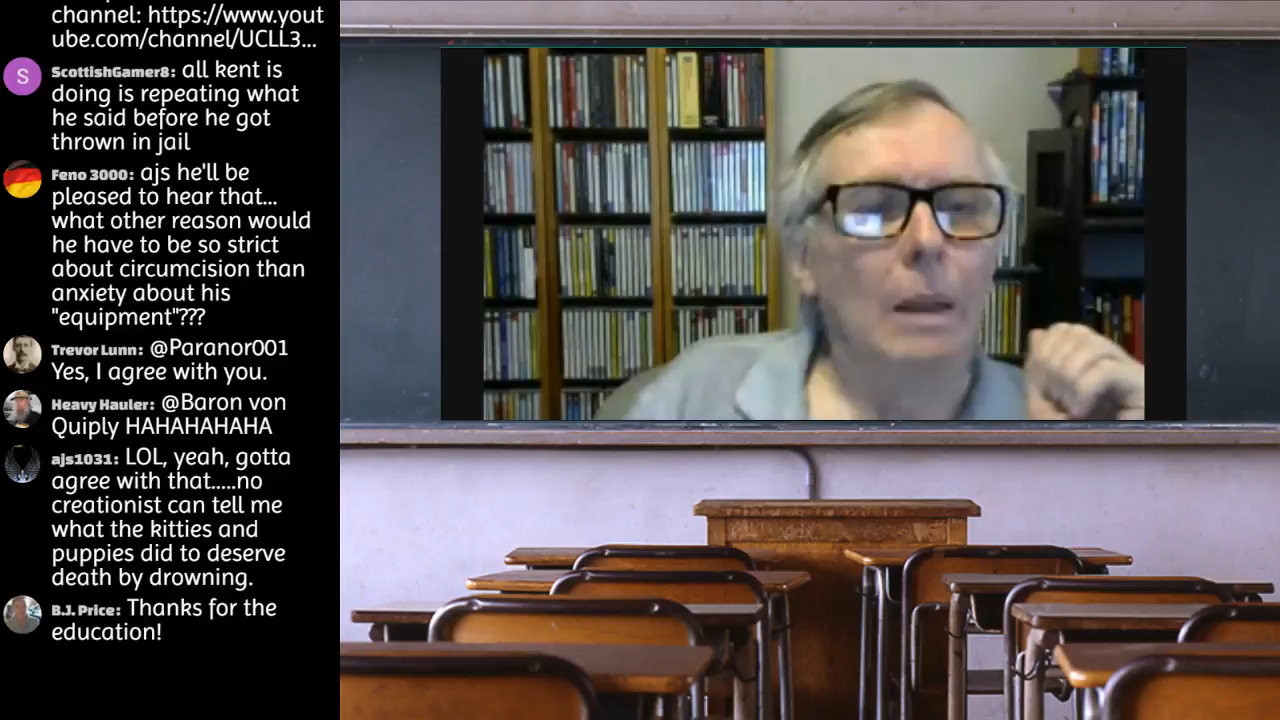 channel: https://www.yout
ube.com/channel/UCLL3...
ScottishGamer8: all kent is
doing is repeating what
he said before he got
thrown in jail
Feno 3000: ajs he'll be
pleased to hear that...
what other reason would
he have to be so strict
about circumcision than
anxiety about his
"equipment"???
Trevor Lunn: @Paranor001
Yes, I agree with you.
Heavy Hauler: @Baron von
Quiply HAHAHAHAHA
ajs1031: LOL, yeah, gotta
agree with that.....no
creationist can tell me
what the kitties and
puppies did to deserve
death by drowning.
B.J. Price: Thanks for the
education!